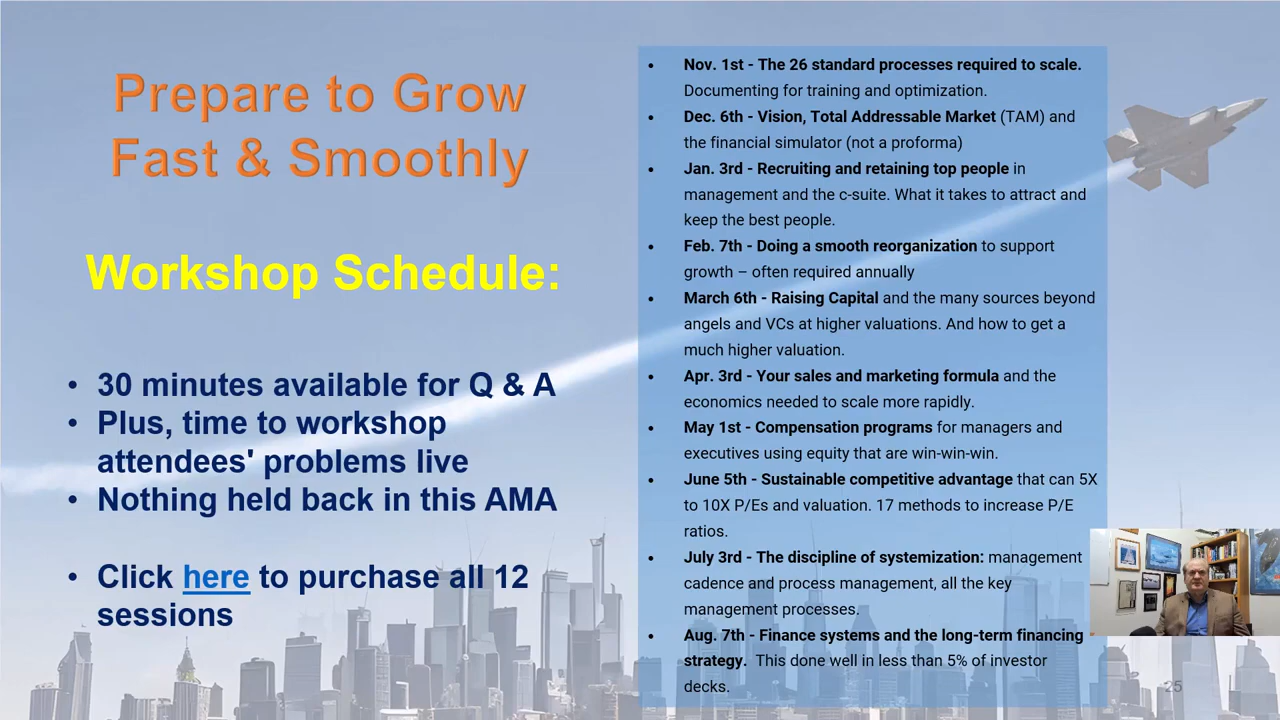 Prepare to Grow
Fast & Smoothly
Workshop Schedule:
• 30 minutes available for Q & A
• Plus, time to workshop
attendees' problems live
• Nothing held back in this AMA
• Click here to purchase all 12
sessions
• Nov. 1st - The 26 standard processes required to scale.
Documenting for training and optimization.
• Dec. 6th - Vision, Total Addressable Market (TAM) and
the financial simulator (not a proforma)
• Jan. 3rd - Recruiting and retaining top people in
management and the c-suite. What it takes to attract and
keep the best people.
• Feb. 7th - Doing a smooth reorganization to support
growth – often required annually
• March 6th - Raising Capital and the many sources beyond
angels and VCs at higher valuations. And how to get a
much higher valuation.
• Apr. 3rd - Your sales and marketing formula and the
economics needed to scale more rapidly.
• May 1st - Compensation programs for managers and
executives using equity that are win-win-win.
• June 5th - Sustainable competitive advantage that can 5X
to 10X P/Es and valuation. 17 methods to increase P/E
ratios.
• July 3rd - The discipline of systemization: management
cadence and process management, all the key
management processes.
• Aug. 7th - Finance systems and the long-term financing
strategy.  This done well in less than 5% of investor
decks.
25